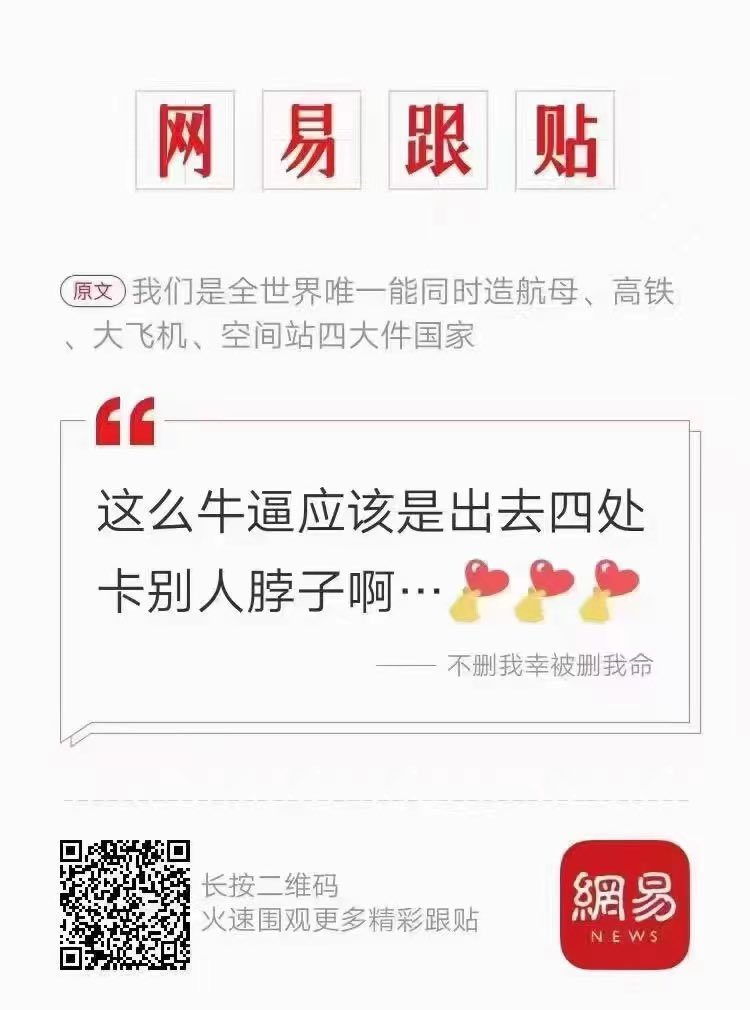 网易跟贴
原文 我们是全世界唯一能同时造航母、高铁
、大飞机、空间站四大件国家
这么牛逼应该是出去四处
卡别人脖子啊…
—— 不删我幸被删我命
长按二维码
火速围观更多精彩跟贴
網易
NEWS